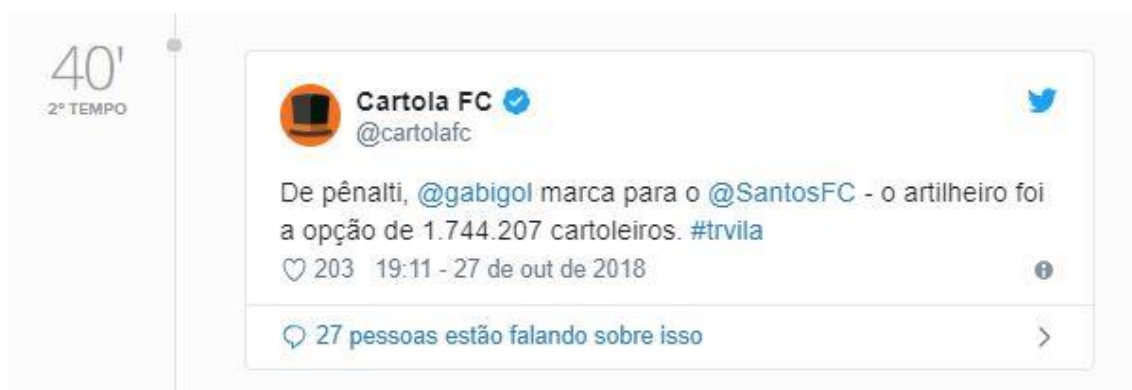 40'
2º TEMPO
Cartola FC
@cartolafc
De pênalti, @gabigol marca para o @SantosFC - o artilheiro foi
a opção de 1.744.207 cartoleiros. #trvila
203 19:11 - 27 de out de 2018
27 pessoas estão falando sobre isso